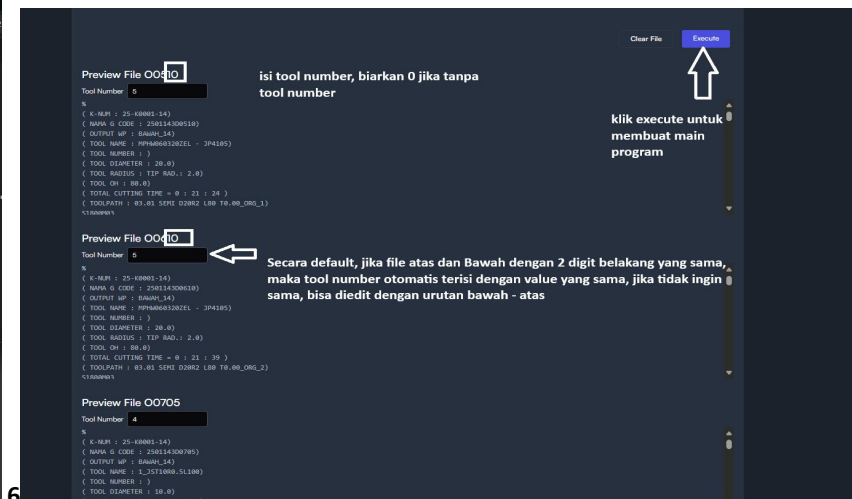 Clear File
Execute
Preview File O0510
isi tool number, biarkan 0 jika tanpa
tool number
Tool Number 5
klik execute untuk
membuat main
program
%
( K-NUM : 25-K0001-14)
( NAMA G CODE : 2501143D0510)
( OUTPUT WP : BAWAH_14)
( TOOL NAME : MPHW060320ZEL - JP4105)
( TOOL NUMBER : )
( TOOL DIAMETER : 20.0)
( TOOL RADIUS : TIP RAD.: 2.0)
( TOOL OH : 80.0)
( TOTAL CUTTING TIME = 0 : 21 : 24 )
( TOOLPATH : 03.01 SEMI D20R2 L80 T0.00_ORG_1)
S1800M03
Preview File O0610
Tool Number 5
Secara default, jika file atas dan Bawah dengan 2 digit belakang yang sama,
maka tool number otomatis terisi dengan value yang sama, jika tidak ingin
sama, bisa diedit dengan urutan bawah - atas
%
( K-NUM : 25-K0001-14)
( NAMA G CODE : 2501143D0610)
( OUTPUT WP : BAWAH_14)
( TOOL NAME : MPHW060320ZEL - JP4105)
( TOOL NUMBER : )
( TOOL DIAMETER : 20.0)
( TOOL RADIUS : TIP RAD.: 2.0)
( TOOL OH : 80.0)
( TOTAL CUTTING TIME = 0 : 21 : 39 )
( TOOLPATH : 03.01 SEMI D20R2 L80 T0.00_ORG_2)
S1800M03
Preview File O0705
Tool Number 4
%
( K-NUM : 25-K0001-14)
( NAMA G CODE : 2501143D0705)
( OUTPUT WP : BAWAH_14)
( TOOL NAME : 1_JST10R0.5L100)
( TOOL NUMBER : )
( TOOL DIAMETER : 10.0)
6